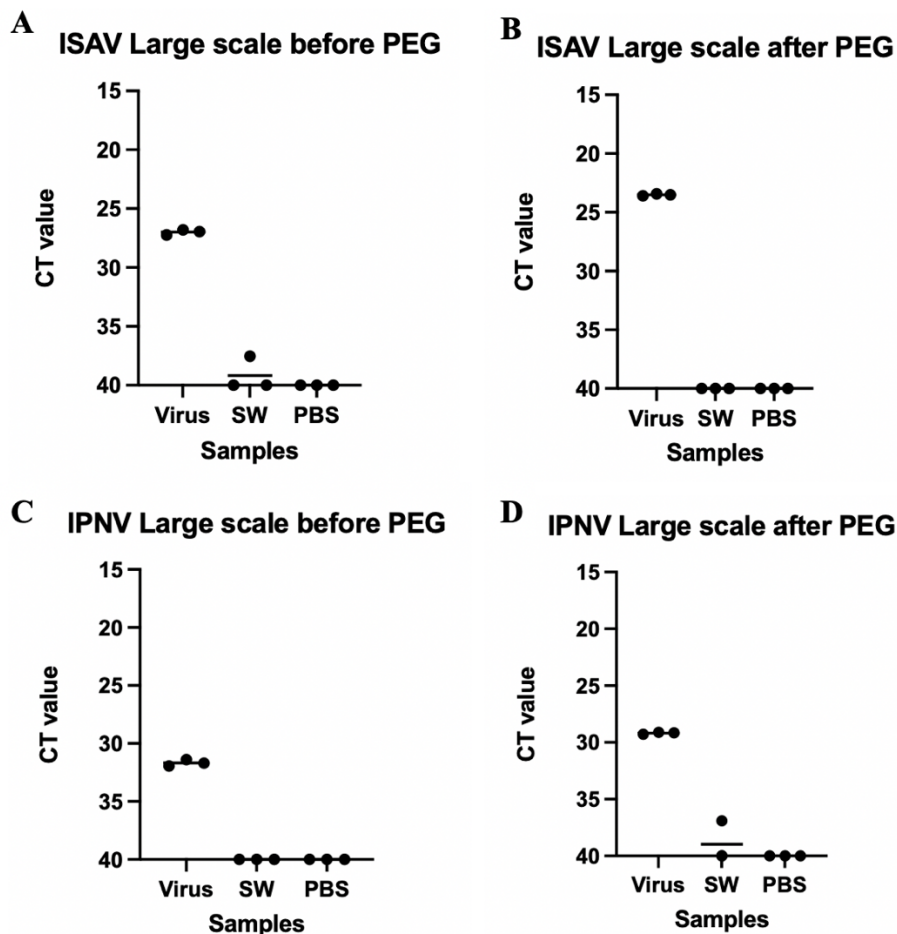 A
ISAV Large scale before PEG
CT value
15
20
25
30
35
40
Virus SW PBS
Samples
B
ISAV Large scale after PEG
CT value
15
20
25
30
35
40
Virus SW PBS
Samples
C
IPNV Large scale before PEG
CT value
15
20
25
30
35
40
Virus SW PBS
Samples
D
IPNV Large scale after PEG
CT value
15
20
25
30
35
40
Virus SW PBS
Samples